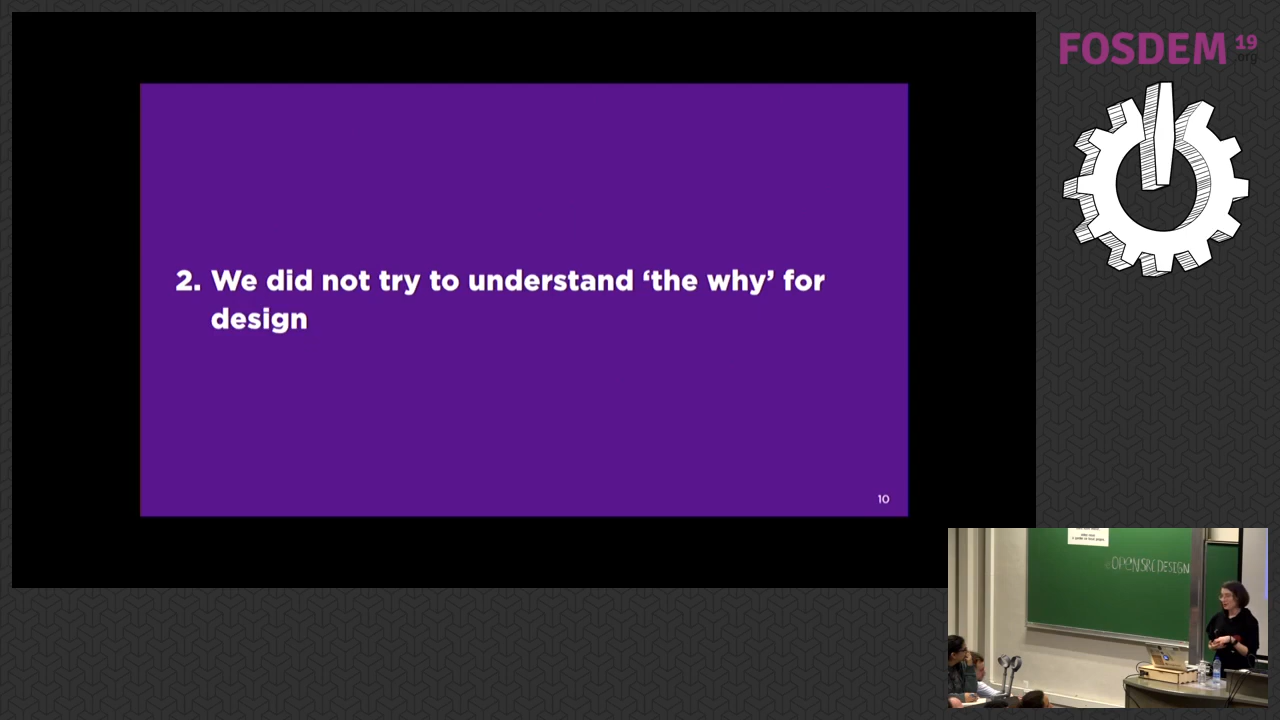 FOSDEM 19
.org
2. We did not try to understand ‘the why’ for
design
10
@OPENSRCDESIGN